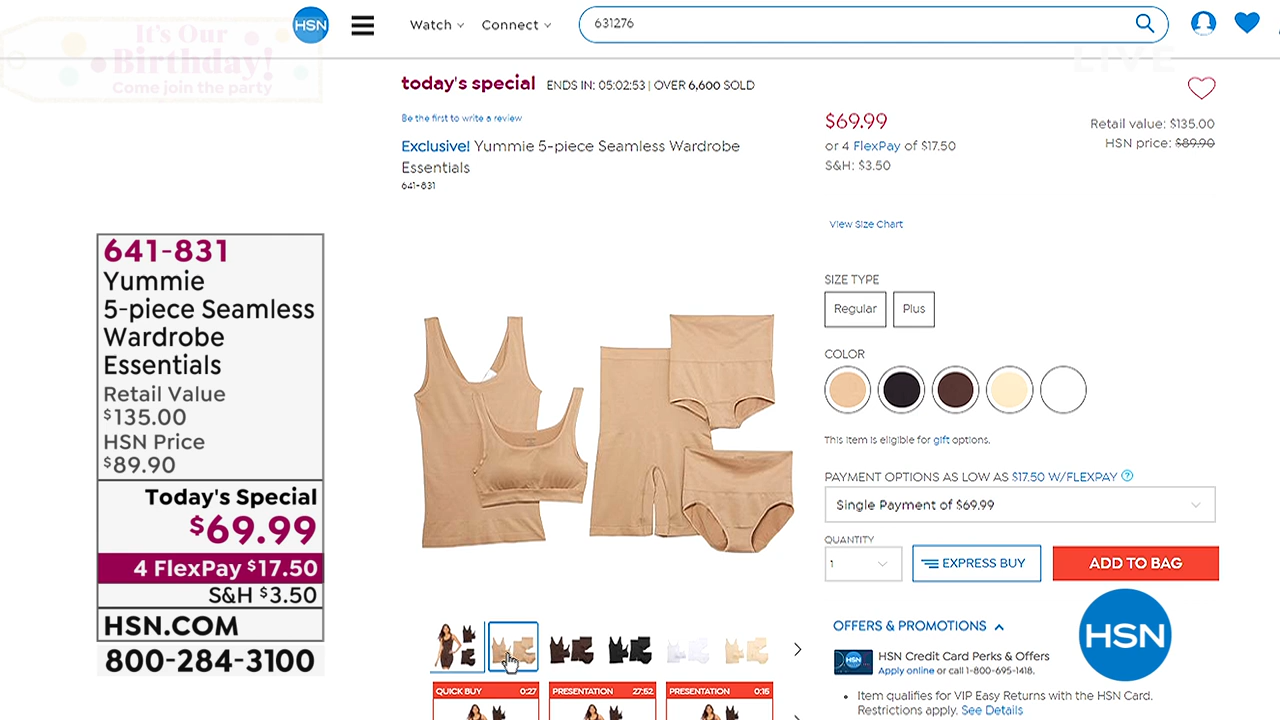 It's Our
Birthday!
Come join the party
HSN
Watch
Connect
631276
LIVE
today's special ENDS IN: 05:02:53 | OVER 6,600 SOLD
Be the first to write a review
Exclusive! Yummie 5-piece Seamless Wardrobe
Essentials
641-831
$69.99
or 4 FlexPay of $17.50
S&H: $3.50
Retail value: $135.00
HSN price: $89.90
View Size Chart
SIZE TYPE
Regular
Plus
COLOR
This item is eligible for gift options.
PAYMENT OPTIONS AS LOW AS $17.50 W/FLEXPAY ?
Single Payment of $69.99
QUANTITY
1
EXPRESS BUY
ADD TO BAG
OFFERS & PROMOTIONS
HSN
HSN Credit Card Perks & Offers
Apply online or call 1-800-695-1418.
• Item qualifies for VIP Easy Returns with the HSN Card.
Restrictions apply. See Details
HSN
641-831
Yummie
5-piece Seamless
Wardrobe
Essentials
Retail Value
$135.00
HSN Price
$89.90
Today's Special
$69.99
4 FlexPay $17.50
S&H $3.50
HSN.COM
800-284-3100
QUICK BUY 0:27
PRESENTATION 27:52
PRESENTATION 0:15